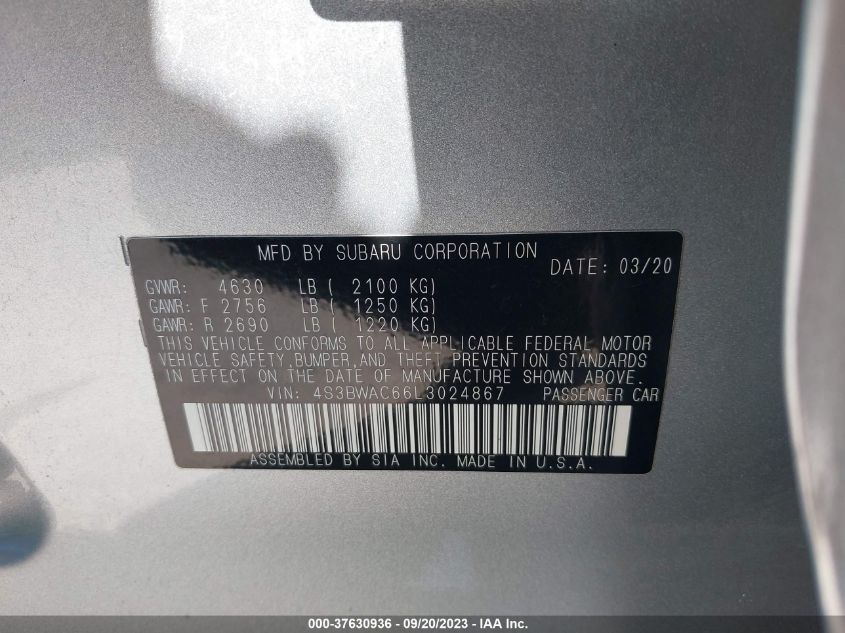 MFD BY SUBARU CORPORATION
DATE: 03/20
GVWR: 4630 LB ( 2100 KG)
GAWR: F 2756 LB ( 1250 KG)
GAWR: R 2690 LB ( 1220 KG)
THIS VEHICLE CONFORMS TO ALL APPLICABLE FEDERAL MOTOR
VEHICLE SAFETY,BUMPER,AND THEFT PREVENTION STANDARDS
IN EFFECT ON THE DATE OF MANUFACTURE SHOWN ABOVE.
VIN: 4S3BWAC66L3024867 PASSENGER CAR
ASSEMBLED BY SIA INC. MADE IN U.S.A.
000-37630936 - 09/20/2023 - IAA Inc.